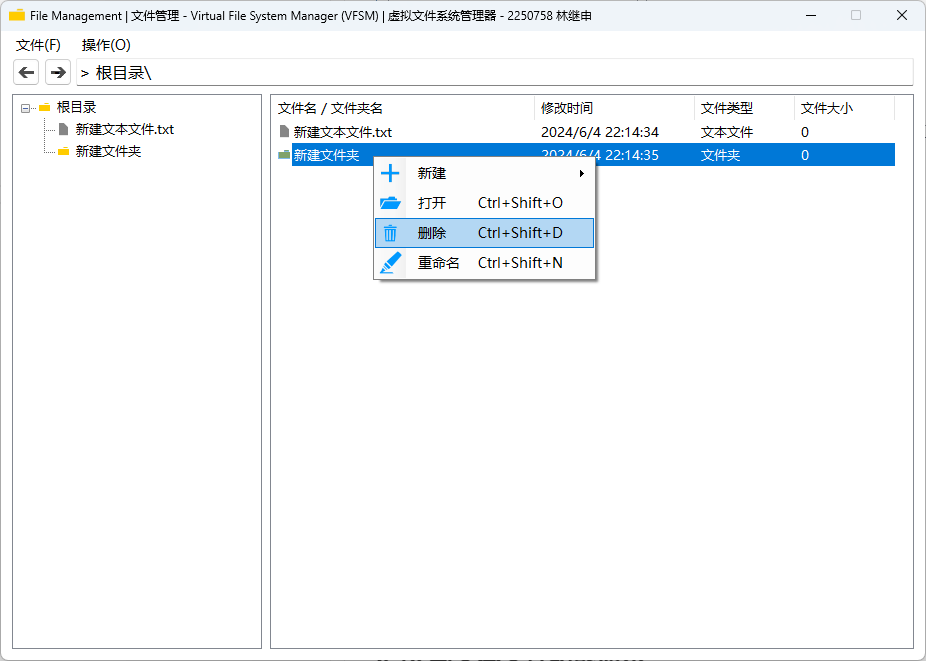 File Management | 文件管理 - Virtual File System Manager (VFSM) | 虚拟文件系统管理器 - 2250758 林继申
文件(F) 操作(O)
> 根目录\
根目录
新建文本文件.txt
新建文件夹
文件名 / 文件夹名 修改时间 文件类型 文件大小
新建文本文件.txt 2024/6/4 22:14:34 文本文件 0
新建文件夹 2024/6/4 22:14:35 文件夹 0
新建
打开 Ctrl+Shift+O
删除 Ctrl+Shift+D
重命名 Ctrl+Shift+N